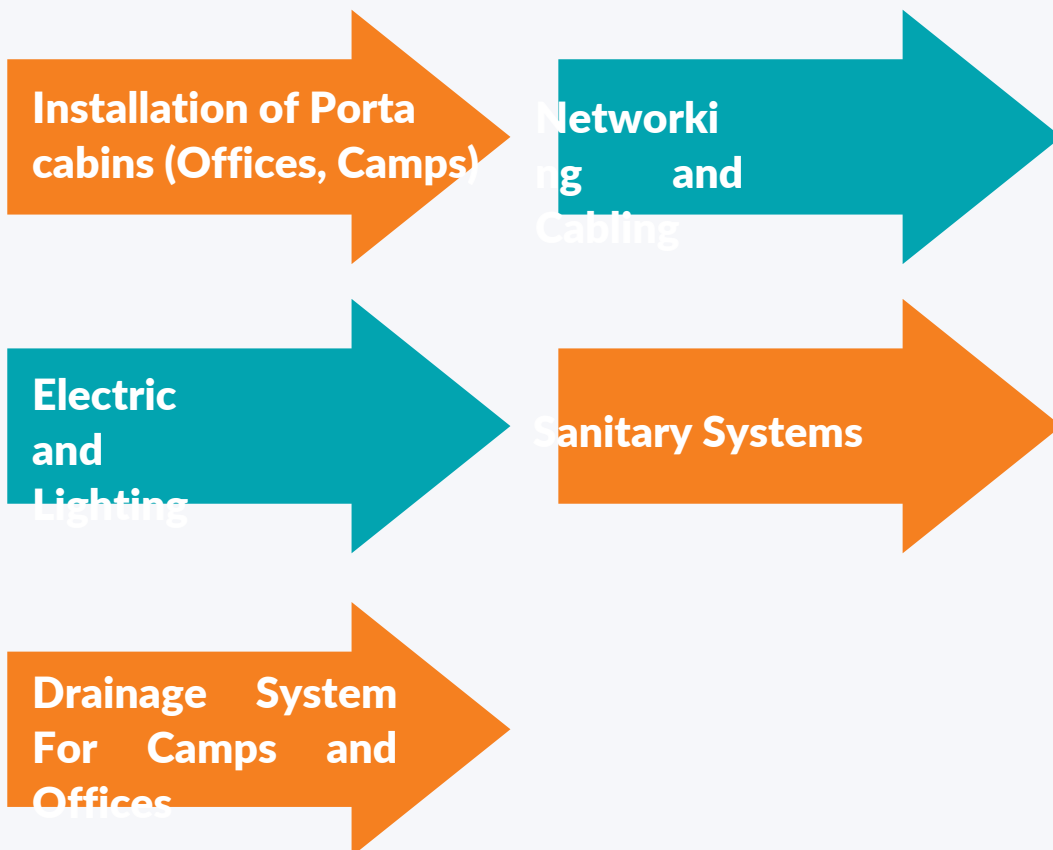 Installation of Porta
cabins (Offices, Camps)
Networki
ng and
Cabling
Electric
and
Lighting
Sanitary Systems
Drainage System
For Camps and
Offices